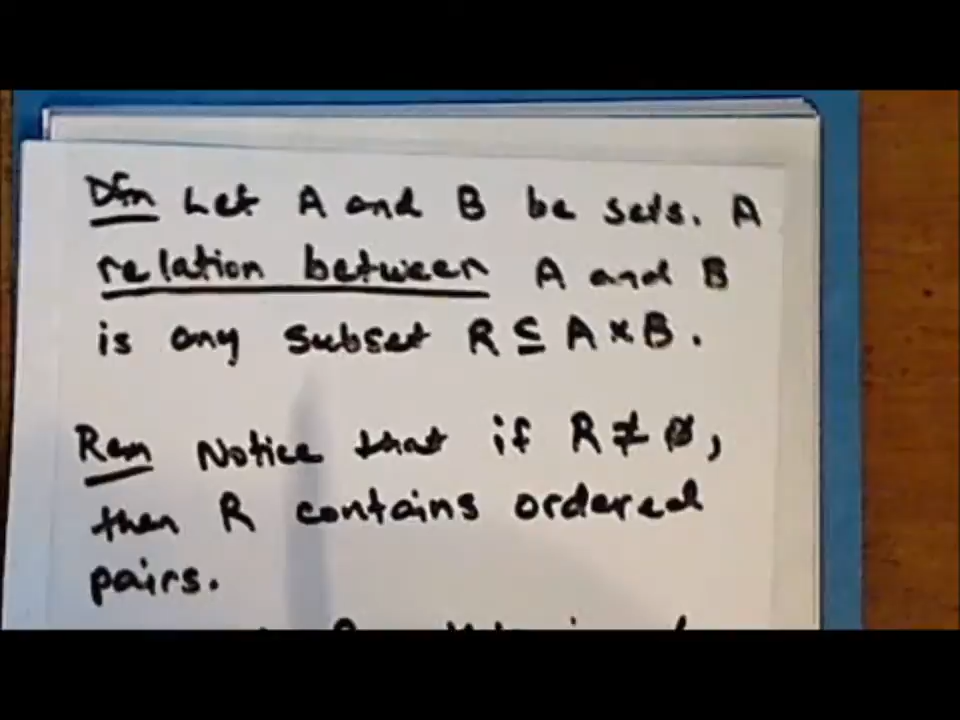 Dfn Let A and B be sets. A
relation between A and B
is any subset R ⊆ A × B.
Rem Notice that if R ≠ ∅,
then R contains ordered
pairs.